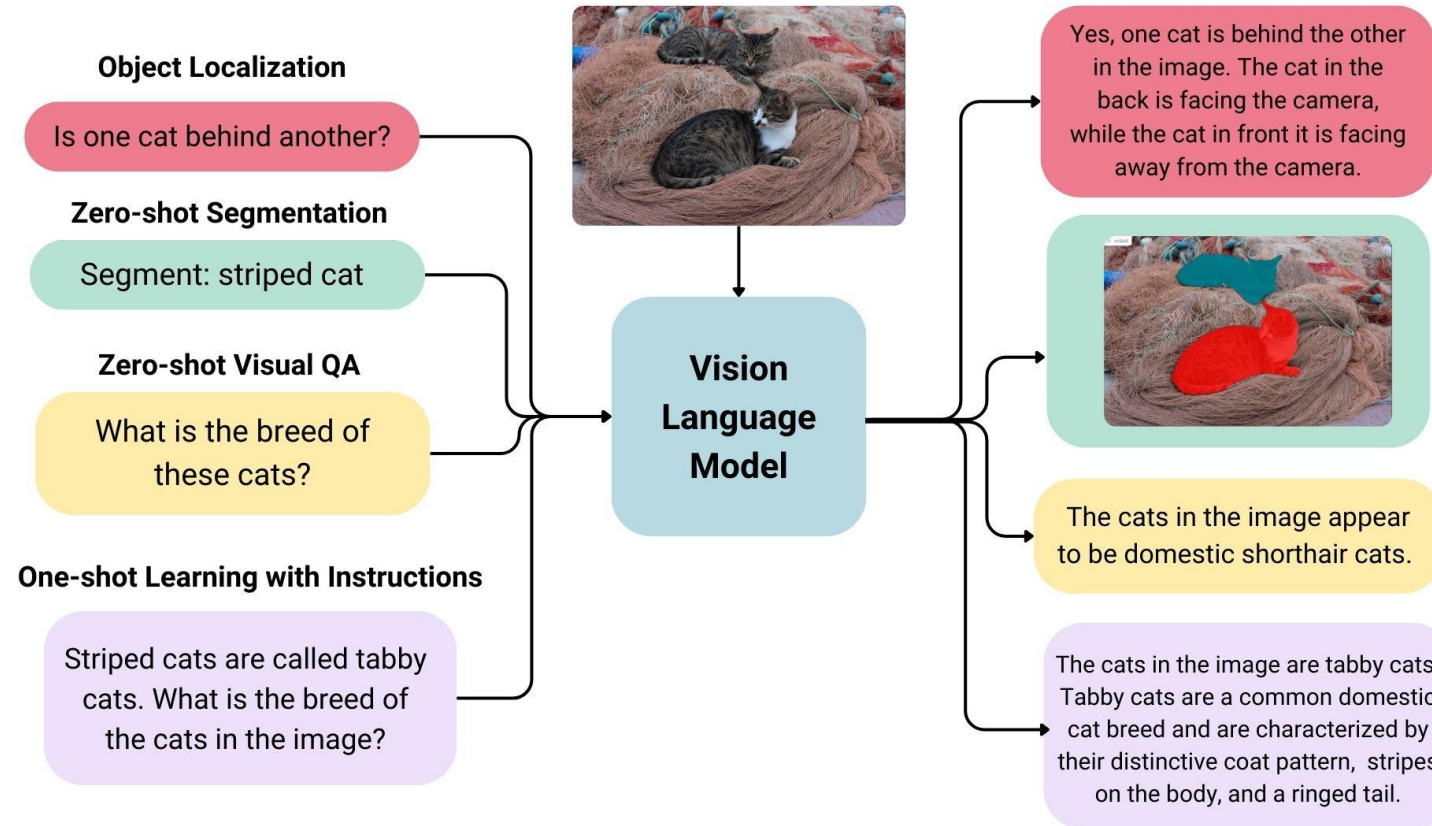 Object Localization
Is one cat behind another?
Zero-shot Segmentation
Segment: striped cat
Zero-shot Visual QA
What is the breed of
these cats?
One-shot Learning with Instructions
Striped cats are called tabby
cats. What is the breed of
the cats in the image?
Vision
Language
Model
Yes, one cat is behind the other
in the image. The cat in the
back is facing the camera,
while the cat in front it is facing
away from the camera.
output
The cats in the image appear
to be domestic shorthair cats.
The cats in the image are tabby cats
Tabby cats are a common domestic
cat breed and are characterized by
their distinctive coat pattern, stripes
on the body, and a ringed tail.